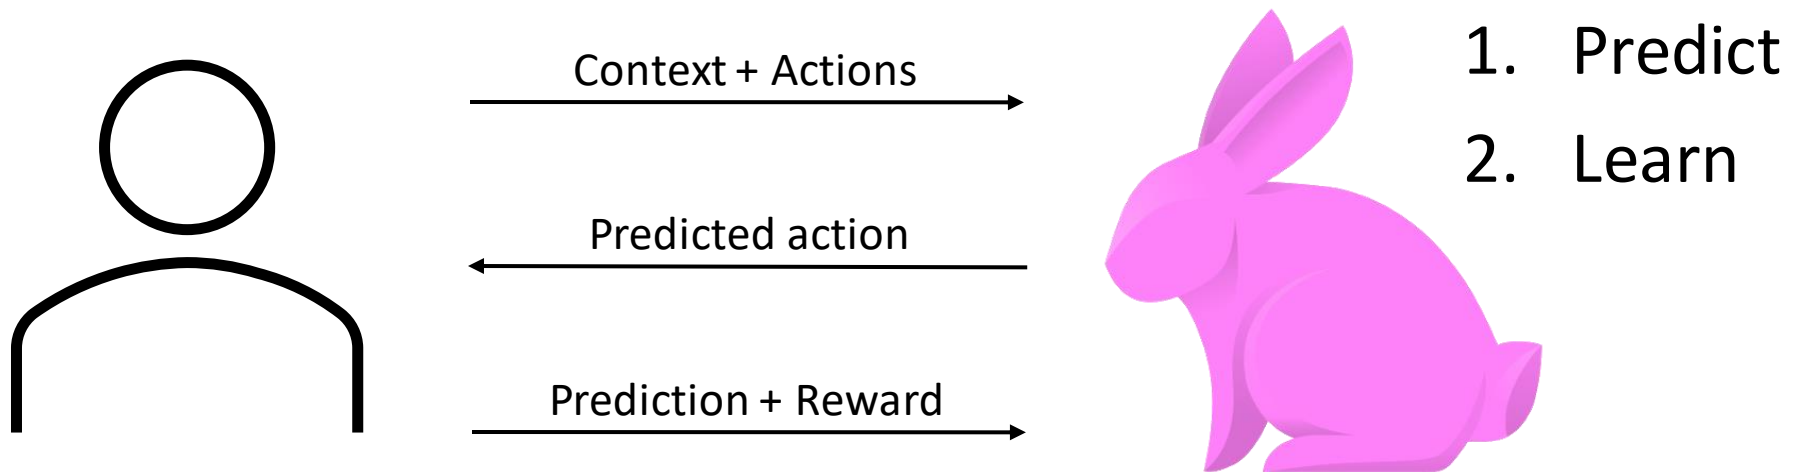 Context + Actions
Predicted action
Prediction + Reward
1. Predict
2. Learn